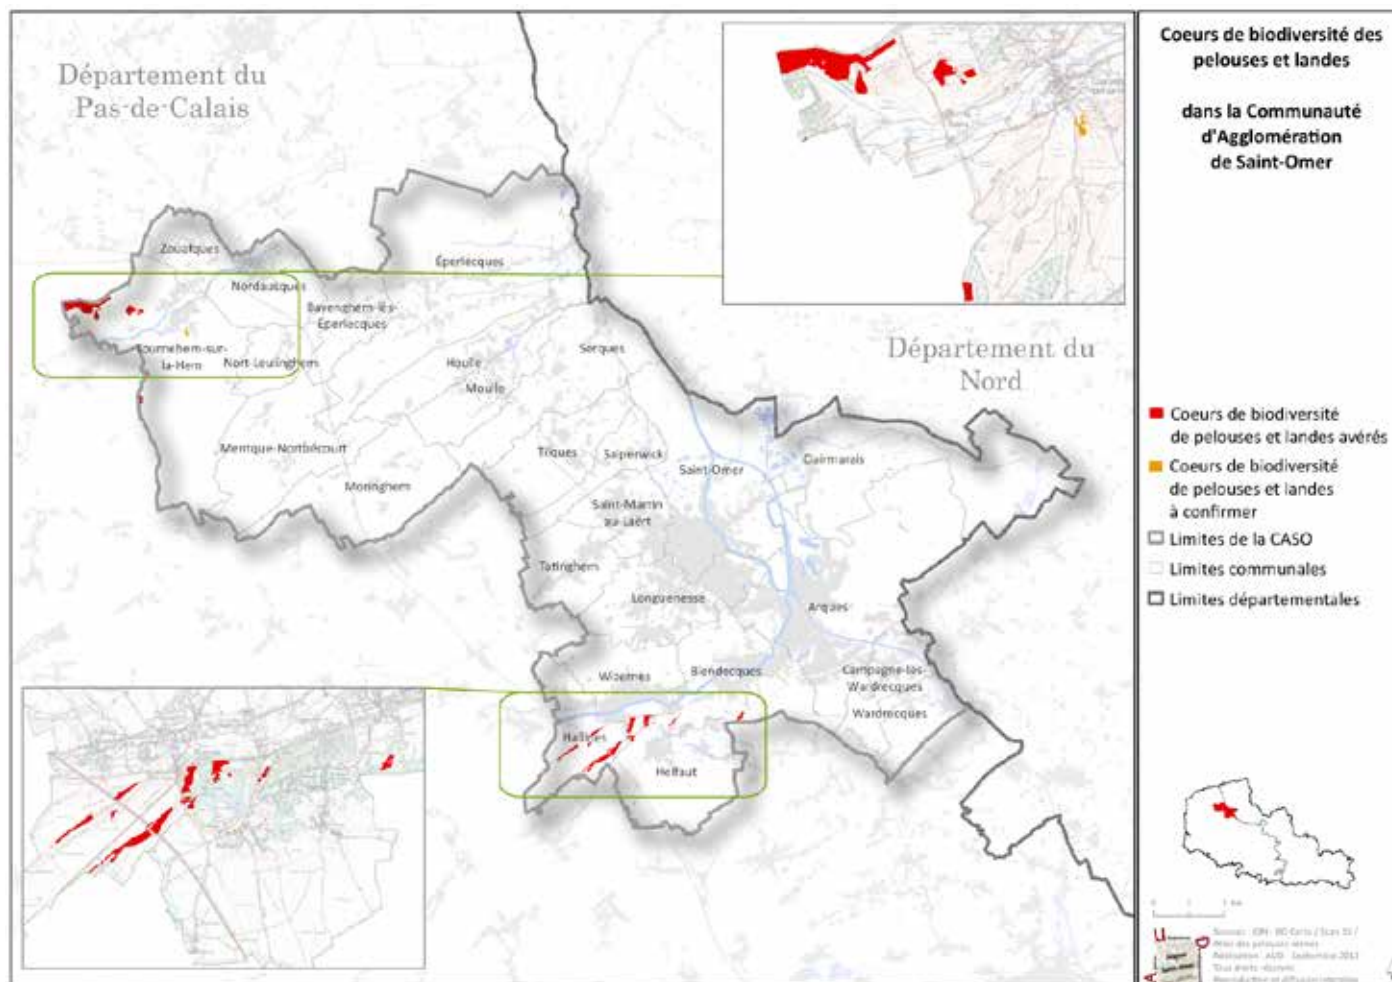 Département du
Pas-de-Calais
Zouafques
Éperlecques
Nordausques
Bayenghem-lès-
Éperlecques
Tournehem-sur-
la-Hem
Nort-Leulinghem
Houlle
Moulle
Serques
Département du
Nord
Mentque-Nortbécourt
Moringhem
Tilques
Salperwick
Saint-Omer
Clairmarais
Saint-Martin
au-Laërt
Tatinghem
Longuenesse
Arques
Wizernes
Blendecques
Campagne-lès-
Wardrecques
Wardrecques
Hallines
Helfaut
Coeurs de biodiversité des
pelouses et landes
dans la Communauté
d'Agglomération
de Saint-Omer
Coeurs de biodiversité
de pelouses et landes avérés
Coeurs de biodiversité
de pelouses et landes
à confirmer
Limites de la CASO
Limites communales
Limites départementales